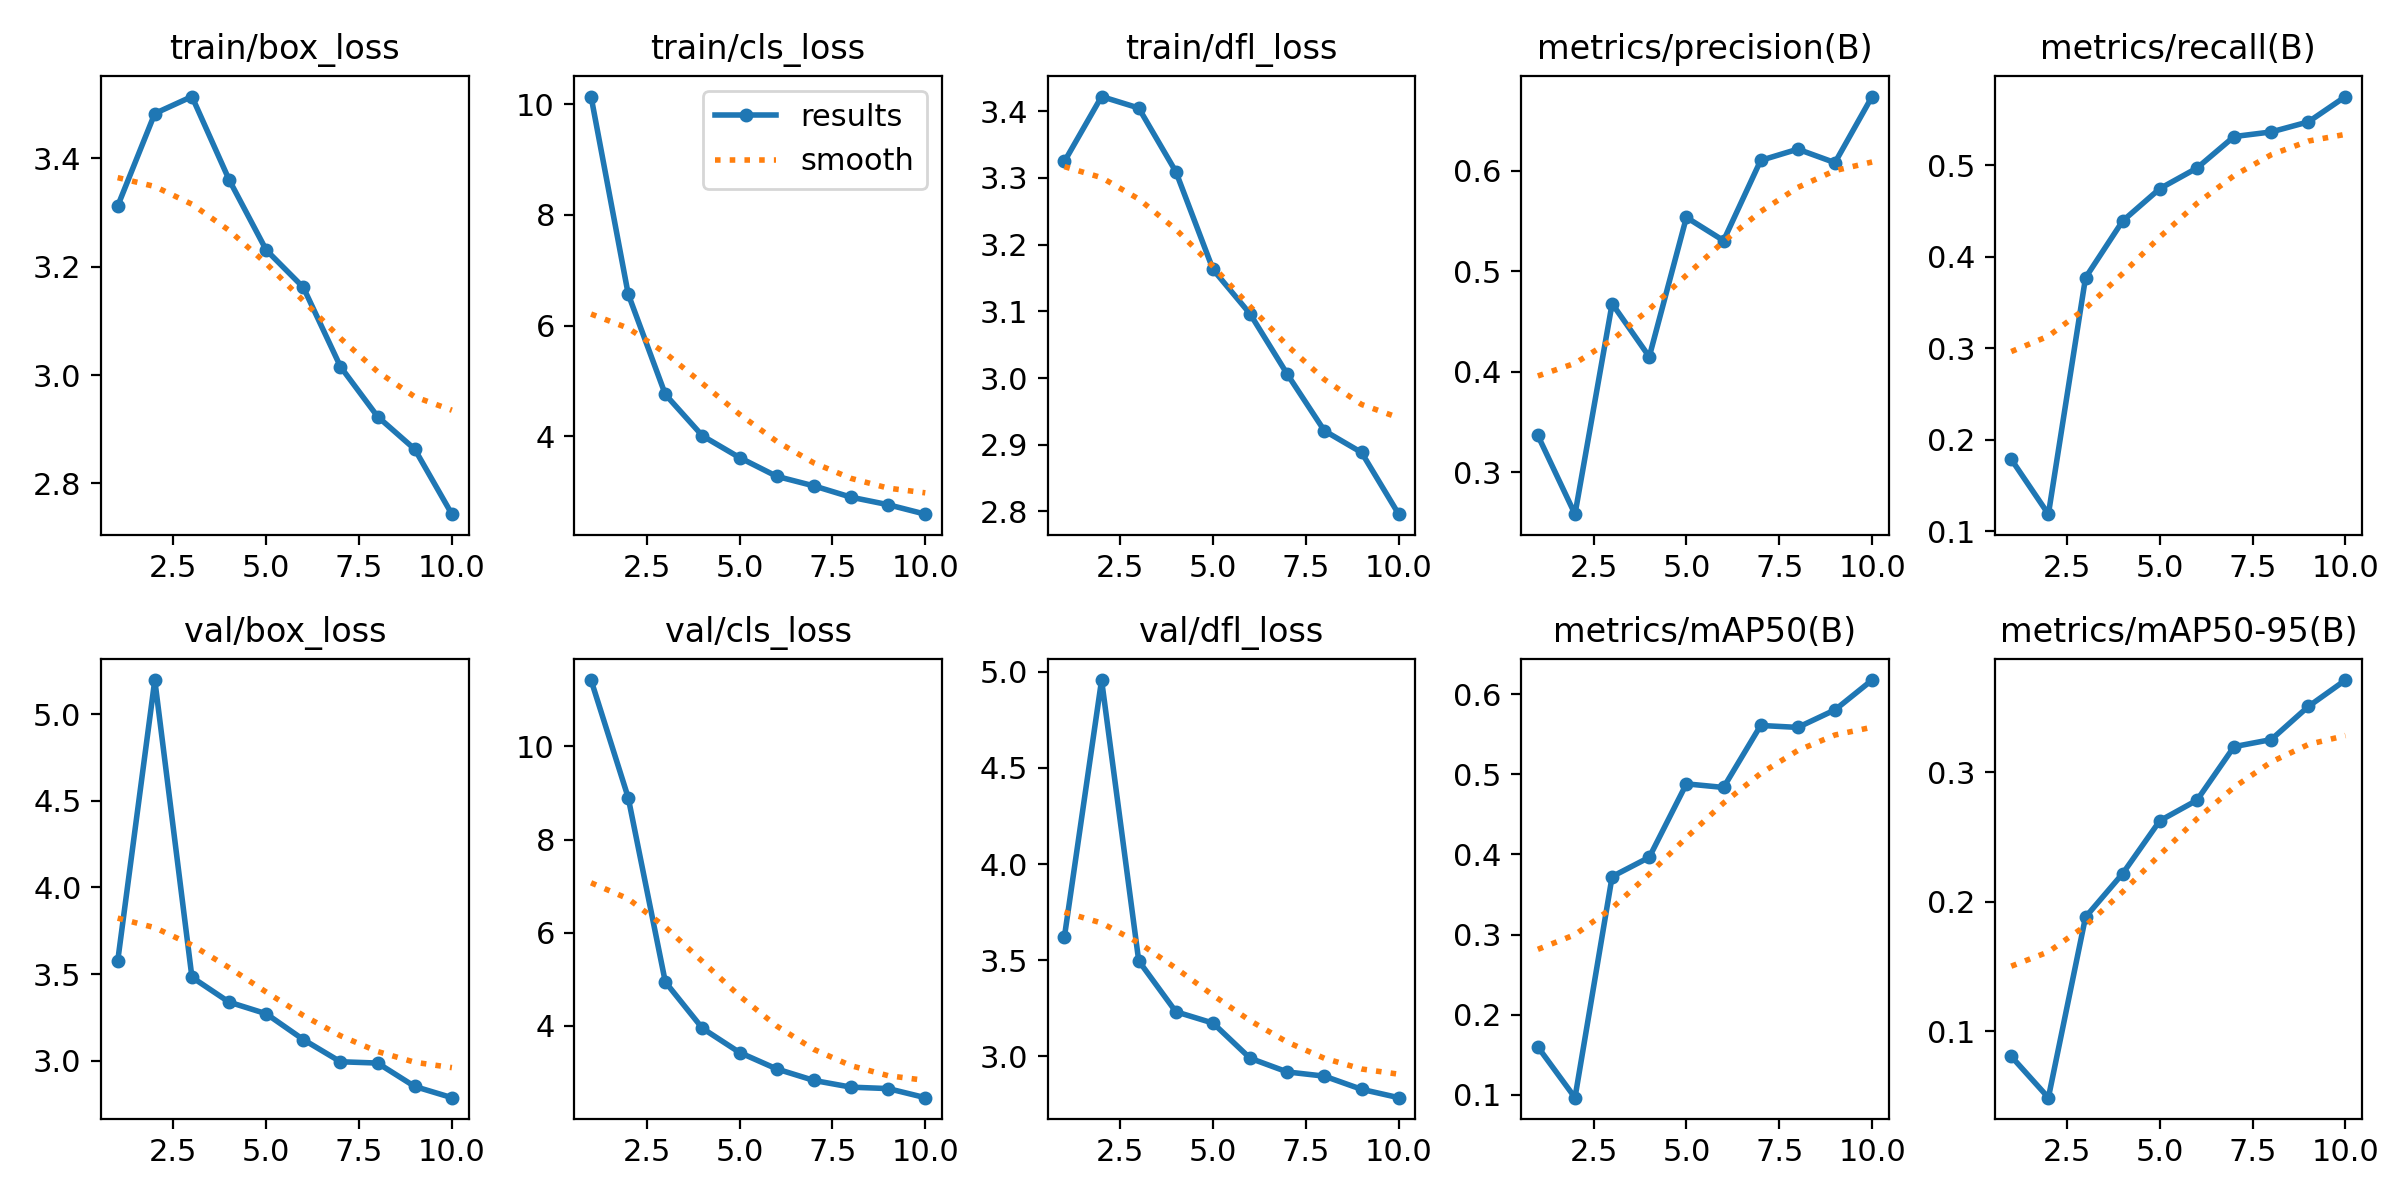 train/box_loss
train/cls_loss
train/dfl_loss
metrics/precision(B)
metrics/recall(B)
3.4
3.2
3.0
2.8
2.5 5.0 7.5 10.0
10
8
6
4
results
smooth
2.5 5.0 7.5 10.0
3.4
3.3
3.2
3.1
3.0
2.9
2.8
2.5 5.0 7.5 10.0
0.6
0.5
0.4
0.3
2.5 5.0 7.5 10.0
0.5
0.4
0.3
0.2
0.1
2.5 5.0 7.5 10.0
val/box_loss
val/cls_loss
val/dfl_loss
metrics/mAP50(B)
metrics/mAP50-95(B)
5.0
4.5
4.0
3.5
3.0
2.5 5.0 7.5 10.0
10
8
6
4
2.5 5.0 7.5 10.0
5.0
4.5
4.0
3.5
3.0
2.5 5.0 7.5 10.0
0.6
0.5
0.4
0.3
0.2
0.1
2.5 5.0 7.5 10.0
0.3
0.2
0.1
2.5 5.0 7.5 10.0